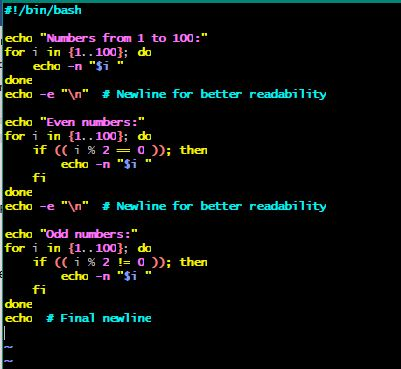 #!/bin/bash
echo "Numbers from 1 to 100:"
for i in {1..100}; do
    echo -n "$i "
done
echo -e "\n"  # Newline for better readability
echo "Even numbers:"
for i in {1..100}; do
    if (( i % 2 == 0 )); then
        echo -n "$i "
    fi
done
echo -e "\n"  # Newline for better readability
echo "Odd numbers:"
for i in {1..100}; do
    if (( i % 2 != 0 )); then
        echo -n "$i "
    fi
done
echo  # Final newline
~
~